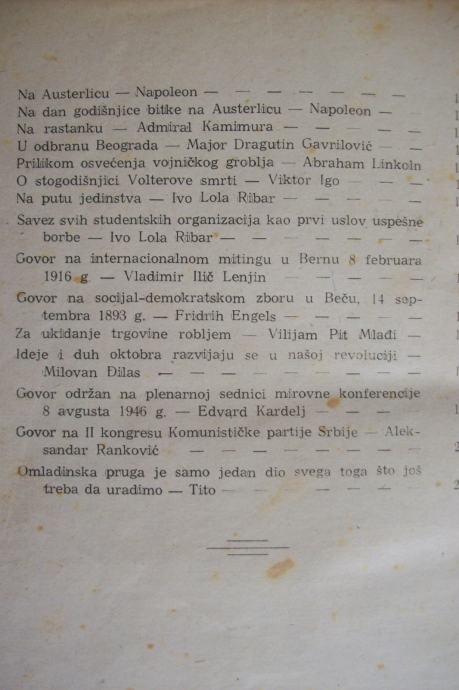 Na Austerlicu — Napoleon — — — — — — —
Na dan godišnjice bitke na Austerlicu — Napoleon —
Na rastanku — Admiral Kamimura — — — — —
U odbranu Beograda — Major Dragutin Gavrilović — —
Prilikom osvećenja vojničkog groblja — Abraham Linkoln
O stogodišnjici Volterove smrti — Viktor Igo — — —
Na putu jedinstva — Ivo Lola Ribar — — — — —
Savez svih studentskih organizacija kao prvi uslov uspešne
borbe — Ivo Lola Ribar — — — — — — —
Govor na internacionalnom mitingu u Bernu 8 februara
1916 g. — Vladimir Ilič Lenjin — — — —
Govor na socijal-demokratskom zboru u Beču, 14 sep-
tembra 1893 g. — Fridrih Engels — — — — —
Za ukidanje trgovine robljem — Vilijam Pit Mlađi —
Ideje i duh oktobra razvijaju se u našoj revoluciji —
Milovan Đilas — — — — — — — —
Govor održan na plenarnoj sednici mirovne konferencije
8 avgusta 1946 g. — Edvard Kardelj — — —
Govor na II kongresu Komunističke partije Srbije — Alek-
sandar Ranković — — — — — — —
Omladinska pruga je samo jedan dio svega toga što još
treba da uradimo — Tito — — — — — —